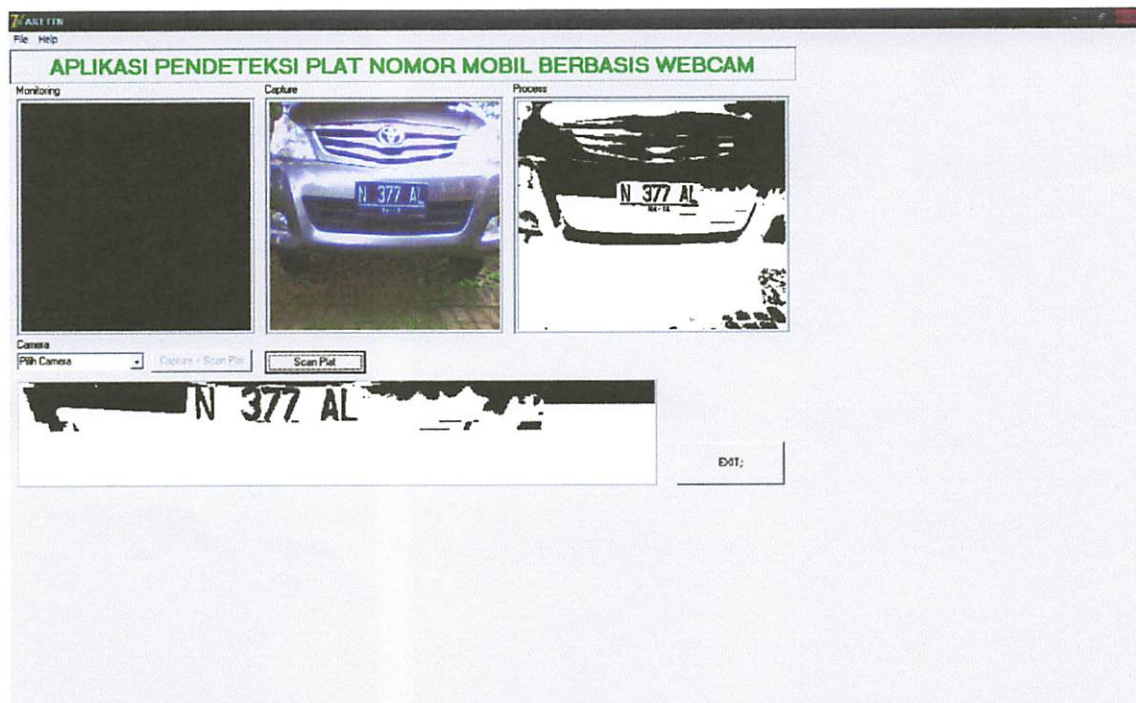 File Help
APLIKASI PENDETEKSI PLAT NOMOR MOBIL BERBASIS WEBCAM
Monitoring Capture Process
N 377 AL
N 377 AL
Camera
Pilih Camera Capture + Scan Plat Scan Plat
N 377 AL
EXIT;